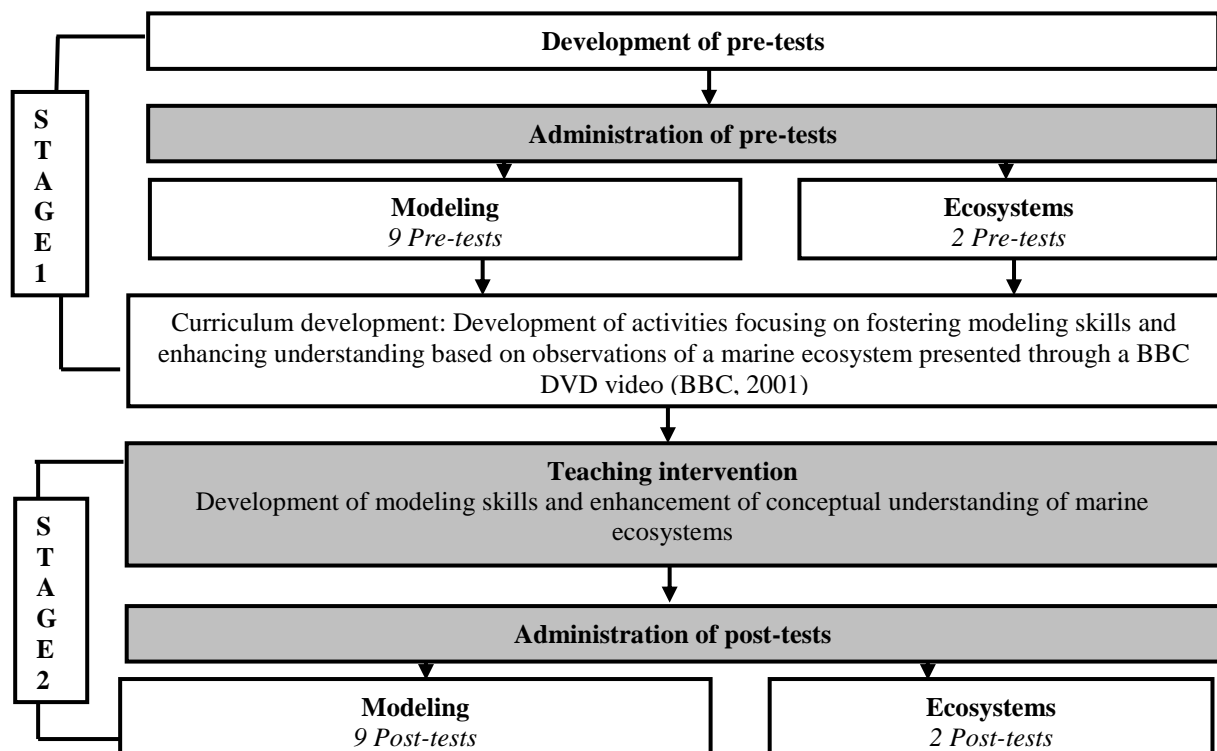 Development of pre-tests
STAGE1
Administration of pre-tests
Modeling
9 Pre-tests
Ecosystems
2 Pre-tests
Curriculum development: Development of activities focusing on fostering modeling skills and
enhancing understanding based on observations of a marine ecosystem presented through a BBC
DVD video (BBC, 2001)
STAGE2
Teaching intervention
Development of modeling skills and enhancement of conceptual understanding of marine
ecosystems
Administration of post-tests
Modeling
9 Post-tests
Ecosystems
2 Post-tests